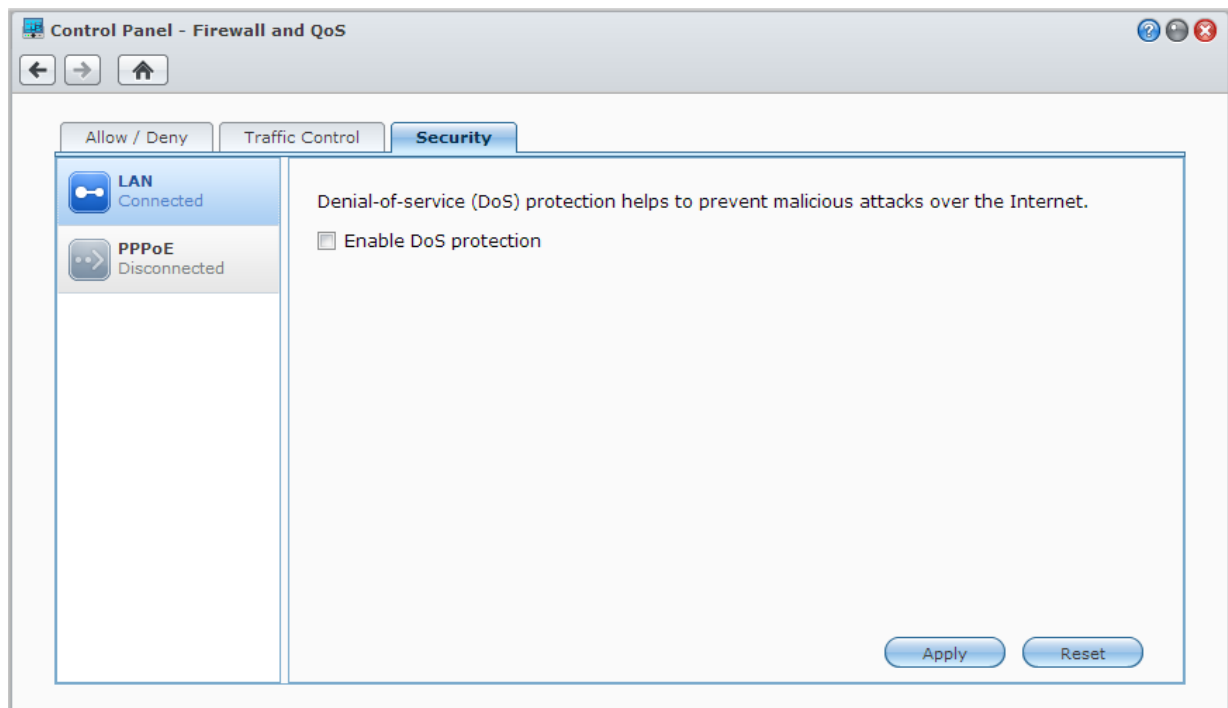 Control Panel - Firewall and QoS
Allow / Deny
Traffic Control
Security
LAN
Connected
PPPoE
Disconnected
Denial-of-service (DoS) protection helps to prevent malicious attacks over the Internet.
Enable DoS protection
Apply
Reset